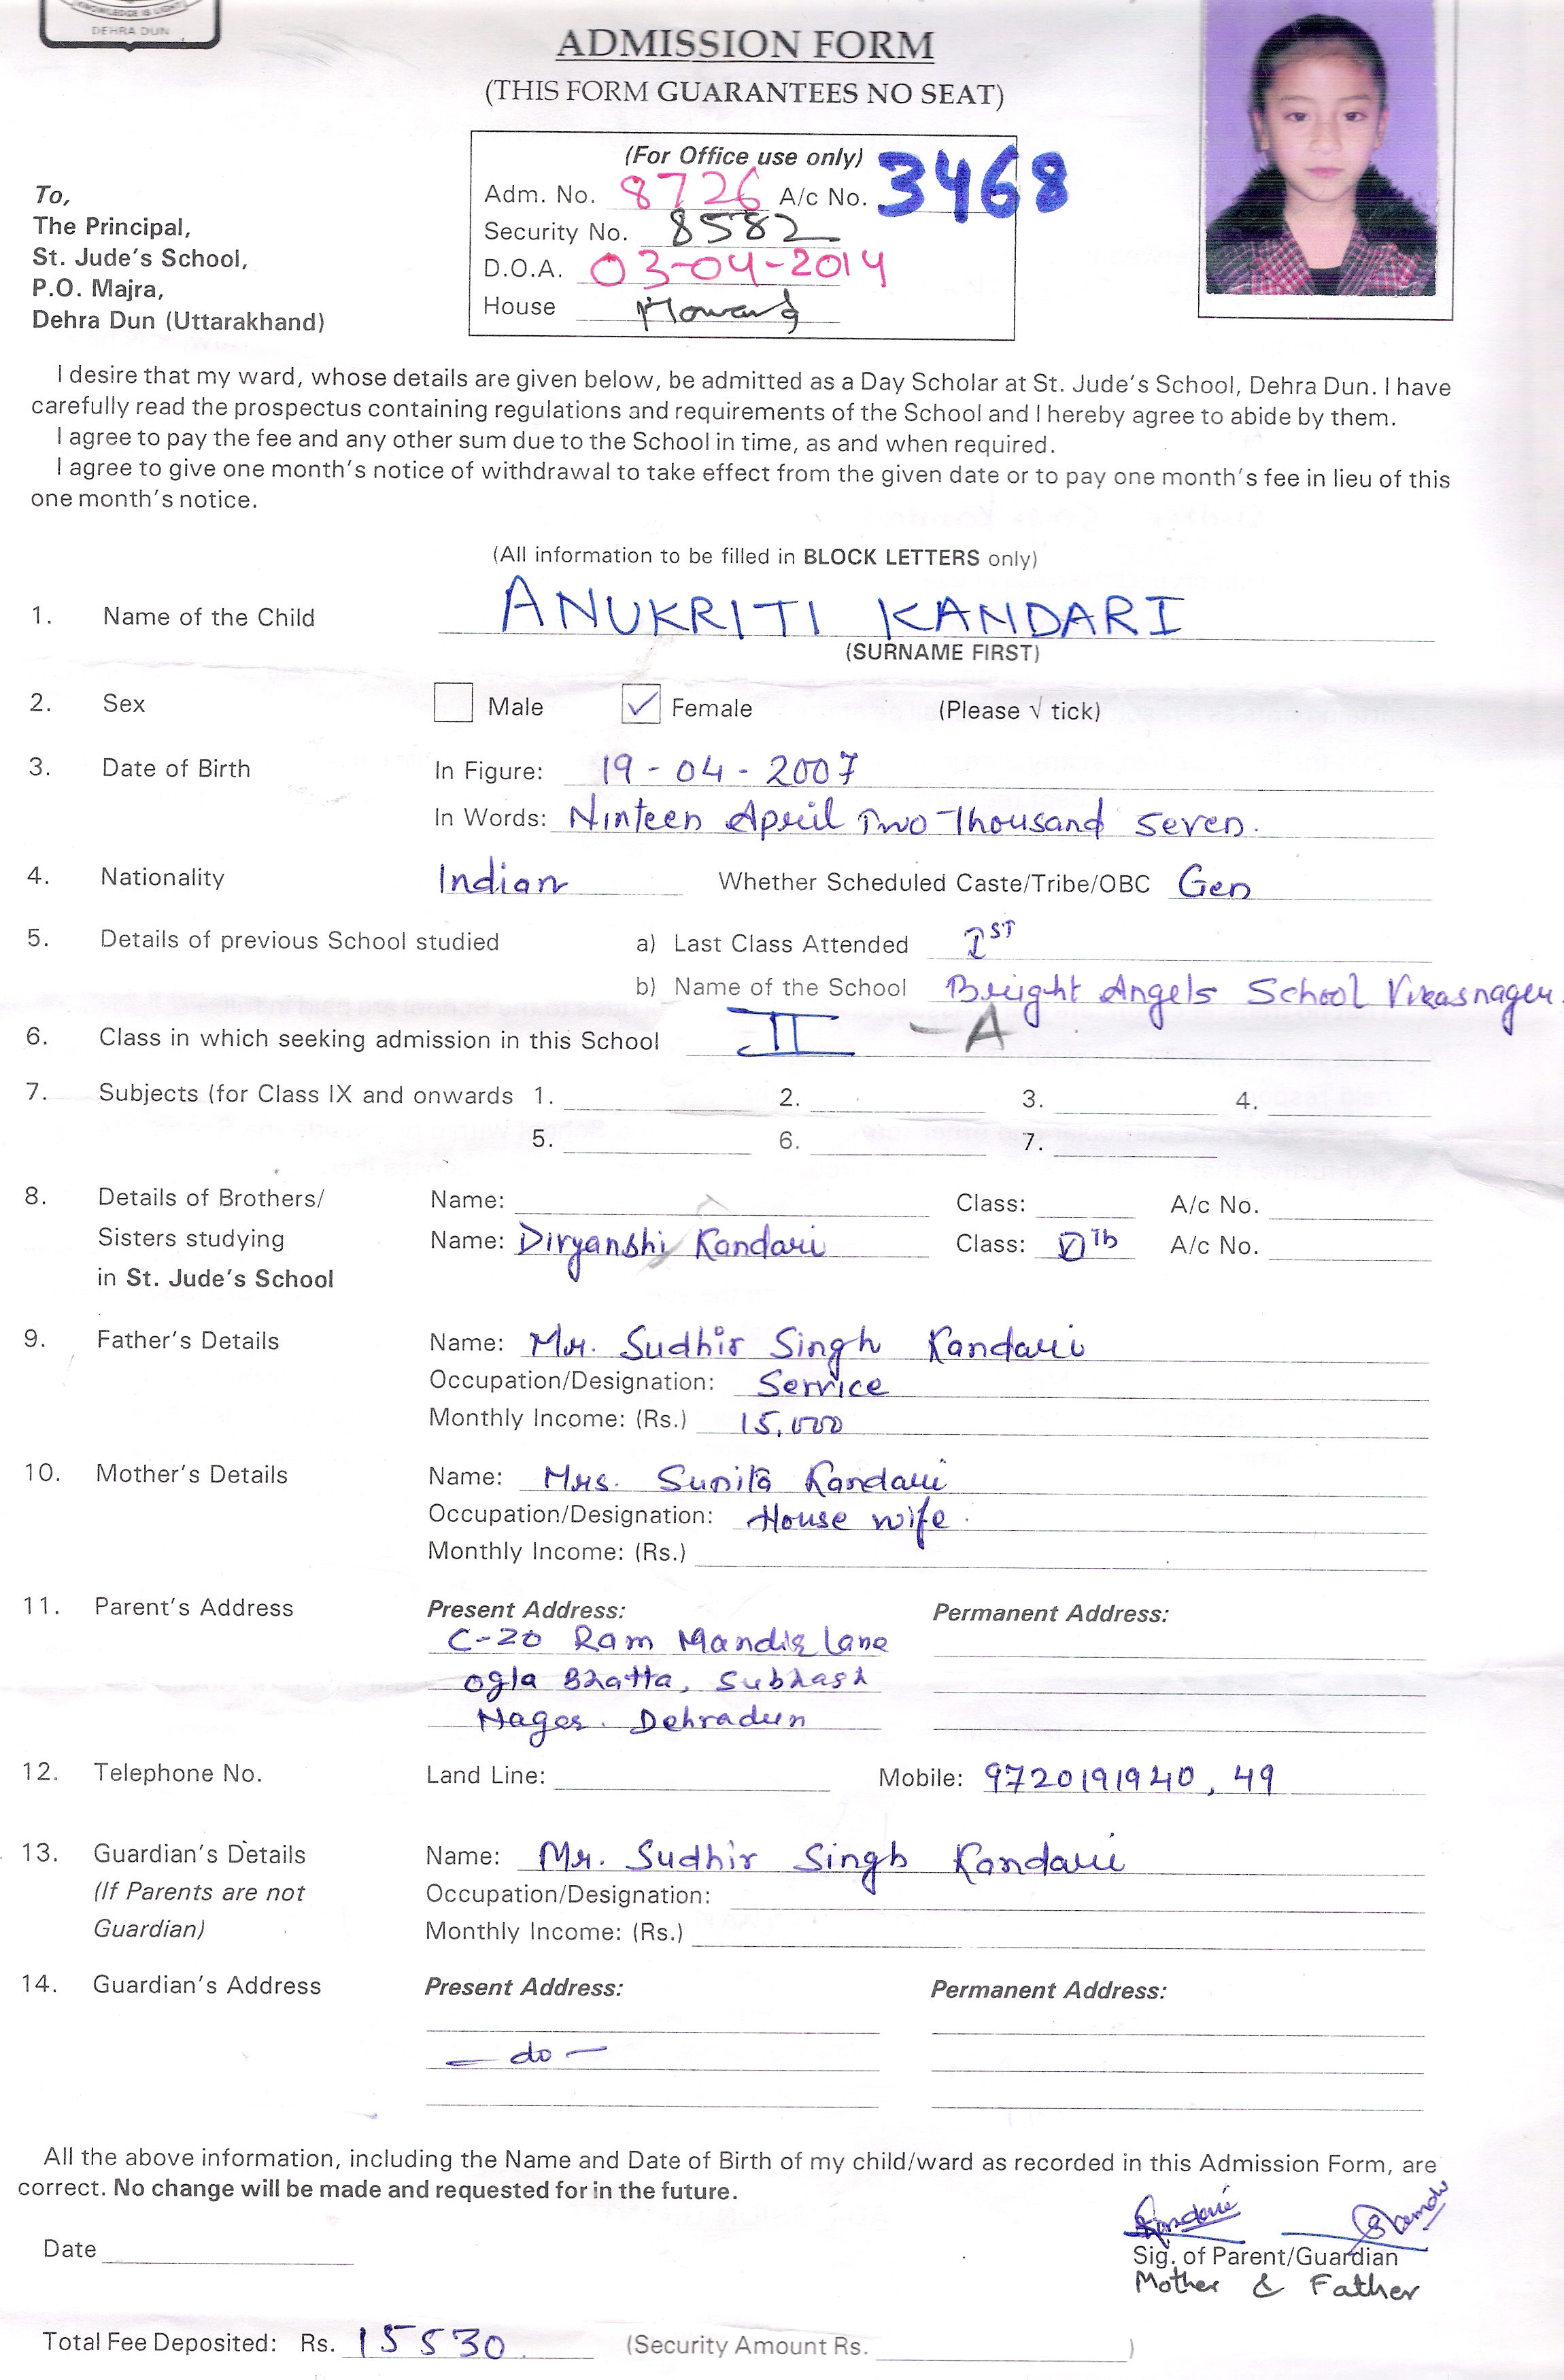 KNOWLEDGE IS LIGHT
DEHRA DUN
ADMISSION FORM
(THIS FORM GUARANTEES NO SEAT)
(For Office use only)
Adm. No. 8726 A/c No. 3468
Security No. 8582
D.O.A. 03-04-2014
House Howard
To,
The Principal,
St. Jude's School,
P.O. Majra,
Dehra Dun (Uttarakhand)
I desire that my ward, whose details are given below, be admitted as a Day Scholar at St. Jude's School, Dehra Dun. I have
carefully read the prospectus containing regulations and requirements of the School and I hereby agree to abide by them.
I agree to pay the fee and any other sum due to the School in time, as and when required.
I agree to give one month's notice of withdrawal to take effect from the given date or to pay one month's fee in lieu of this
one month's notice.
(All information to be filled in BLOCK LETTERS only)
1. Name of the Child ANUKRITI KANDARI
(SURNAME FIRST)
2. Sex Male ✓ Female (Please √ tick)
3. Date of Birth In Figure: 19-04-2007
In Words: Ninteen April Two Thousand Seven.
4. Nationality Indian Whether Scheduled Caste/Tribe/OBC Gen
5. Details of previous School studied a) Last Class Attended IST
b) Name of the School Bright Angels School Vikasnager
6. Class in which seeking admission in this School II - A
7. Subjects (for Class IX and onwards 1. 2. 3. 4.
5. 6. 7.
8. Details of Brothers/ Name: Class: A/c No.
Sisters studying Name: Divyanshi Kandari Class: Vth A/c No.
in St. Jude's School
9. Father's Details Name: Mr. Sudhir Singh Kandari
Occupation/Designation: Service
Monthly Income: (Rs.) 15,000
10. Mother's Details Name: Mrs. Sunita Kandari
Occupation/Designation: House wife.
Monthly Income: (Rs.)
11. Parent's Address Present Address: Permanent Address:
C-20 Ram Mandir Lane
Ogla Bhatta, Subhash
Nager. Dehradun
12. Telephone No. Land Line: Mobile: 9720191940, 49
13. Guardian's Details Name: Mr. Sudhir Singh Kandari
(If Parents are not Occupation/Designation:
Guardian) Monthly Income: (Rs.)
14. Guardian's Address Present Address: Permanent Address:
— do —
All the above information, including the Name and Date of Birth of my child/ward as recorded in this Admission Form, are
correct. No change will be made and requested for in the future.
Kandari
Date Sig. of Parent/Guardian
Mother & Father
Total Fee Deposited: Rs. 15530 (Security Amount Rs. )